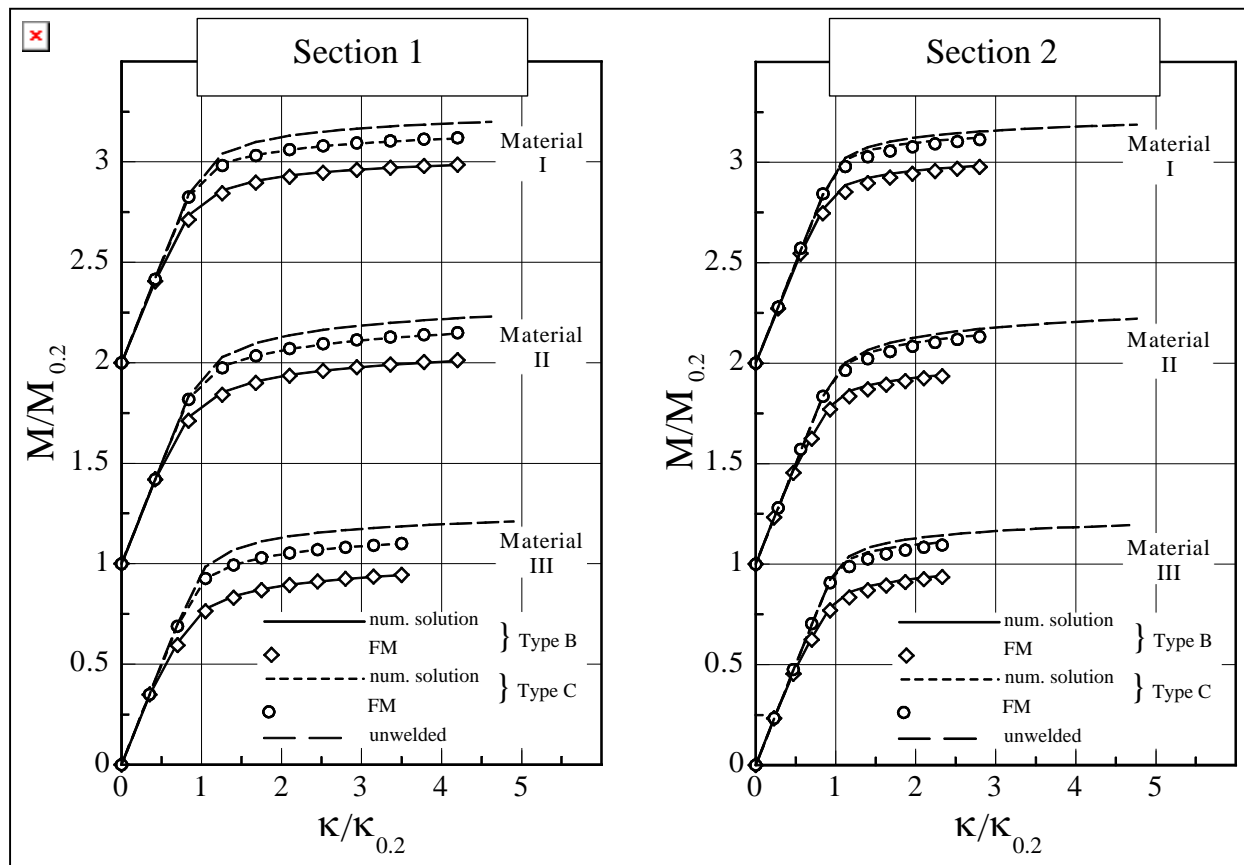 Section 1
3
2.5
2
1.5
1
0.5
0
M/M0.2
Material
I
Material
II
Material
III
num. solution
FM
} Type B
num. solution
FM
} Type C
unwelded
0 1 2 3 4 5
κ/κ0.2
Section 2
3
2.5
2
1.5
1
0.5
0
M/M0.2
Material
I
Material
II
Material
III
num. solution
FM
} Type B
num. solution
FM
} Type C
unwelded
0 1 2 3 4 5
κ/κ0.2